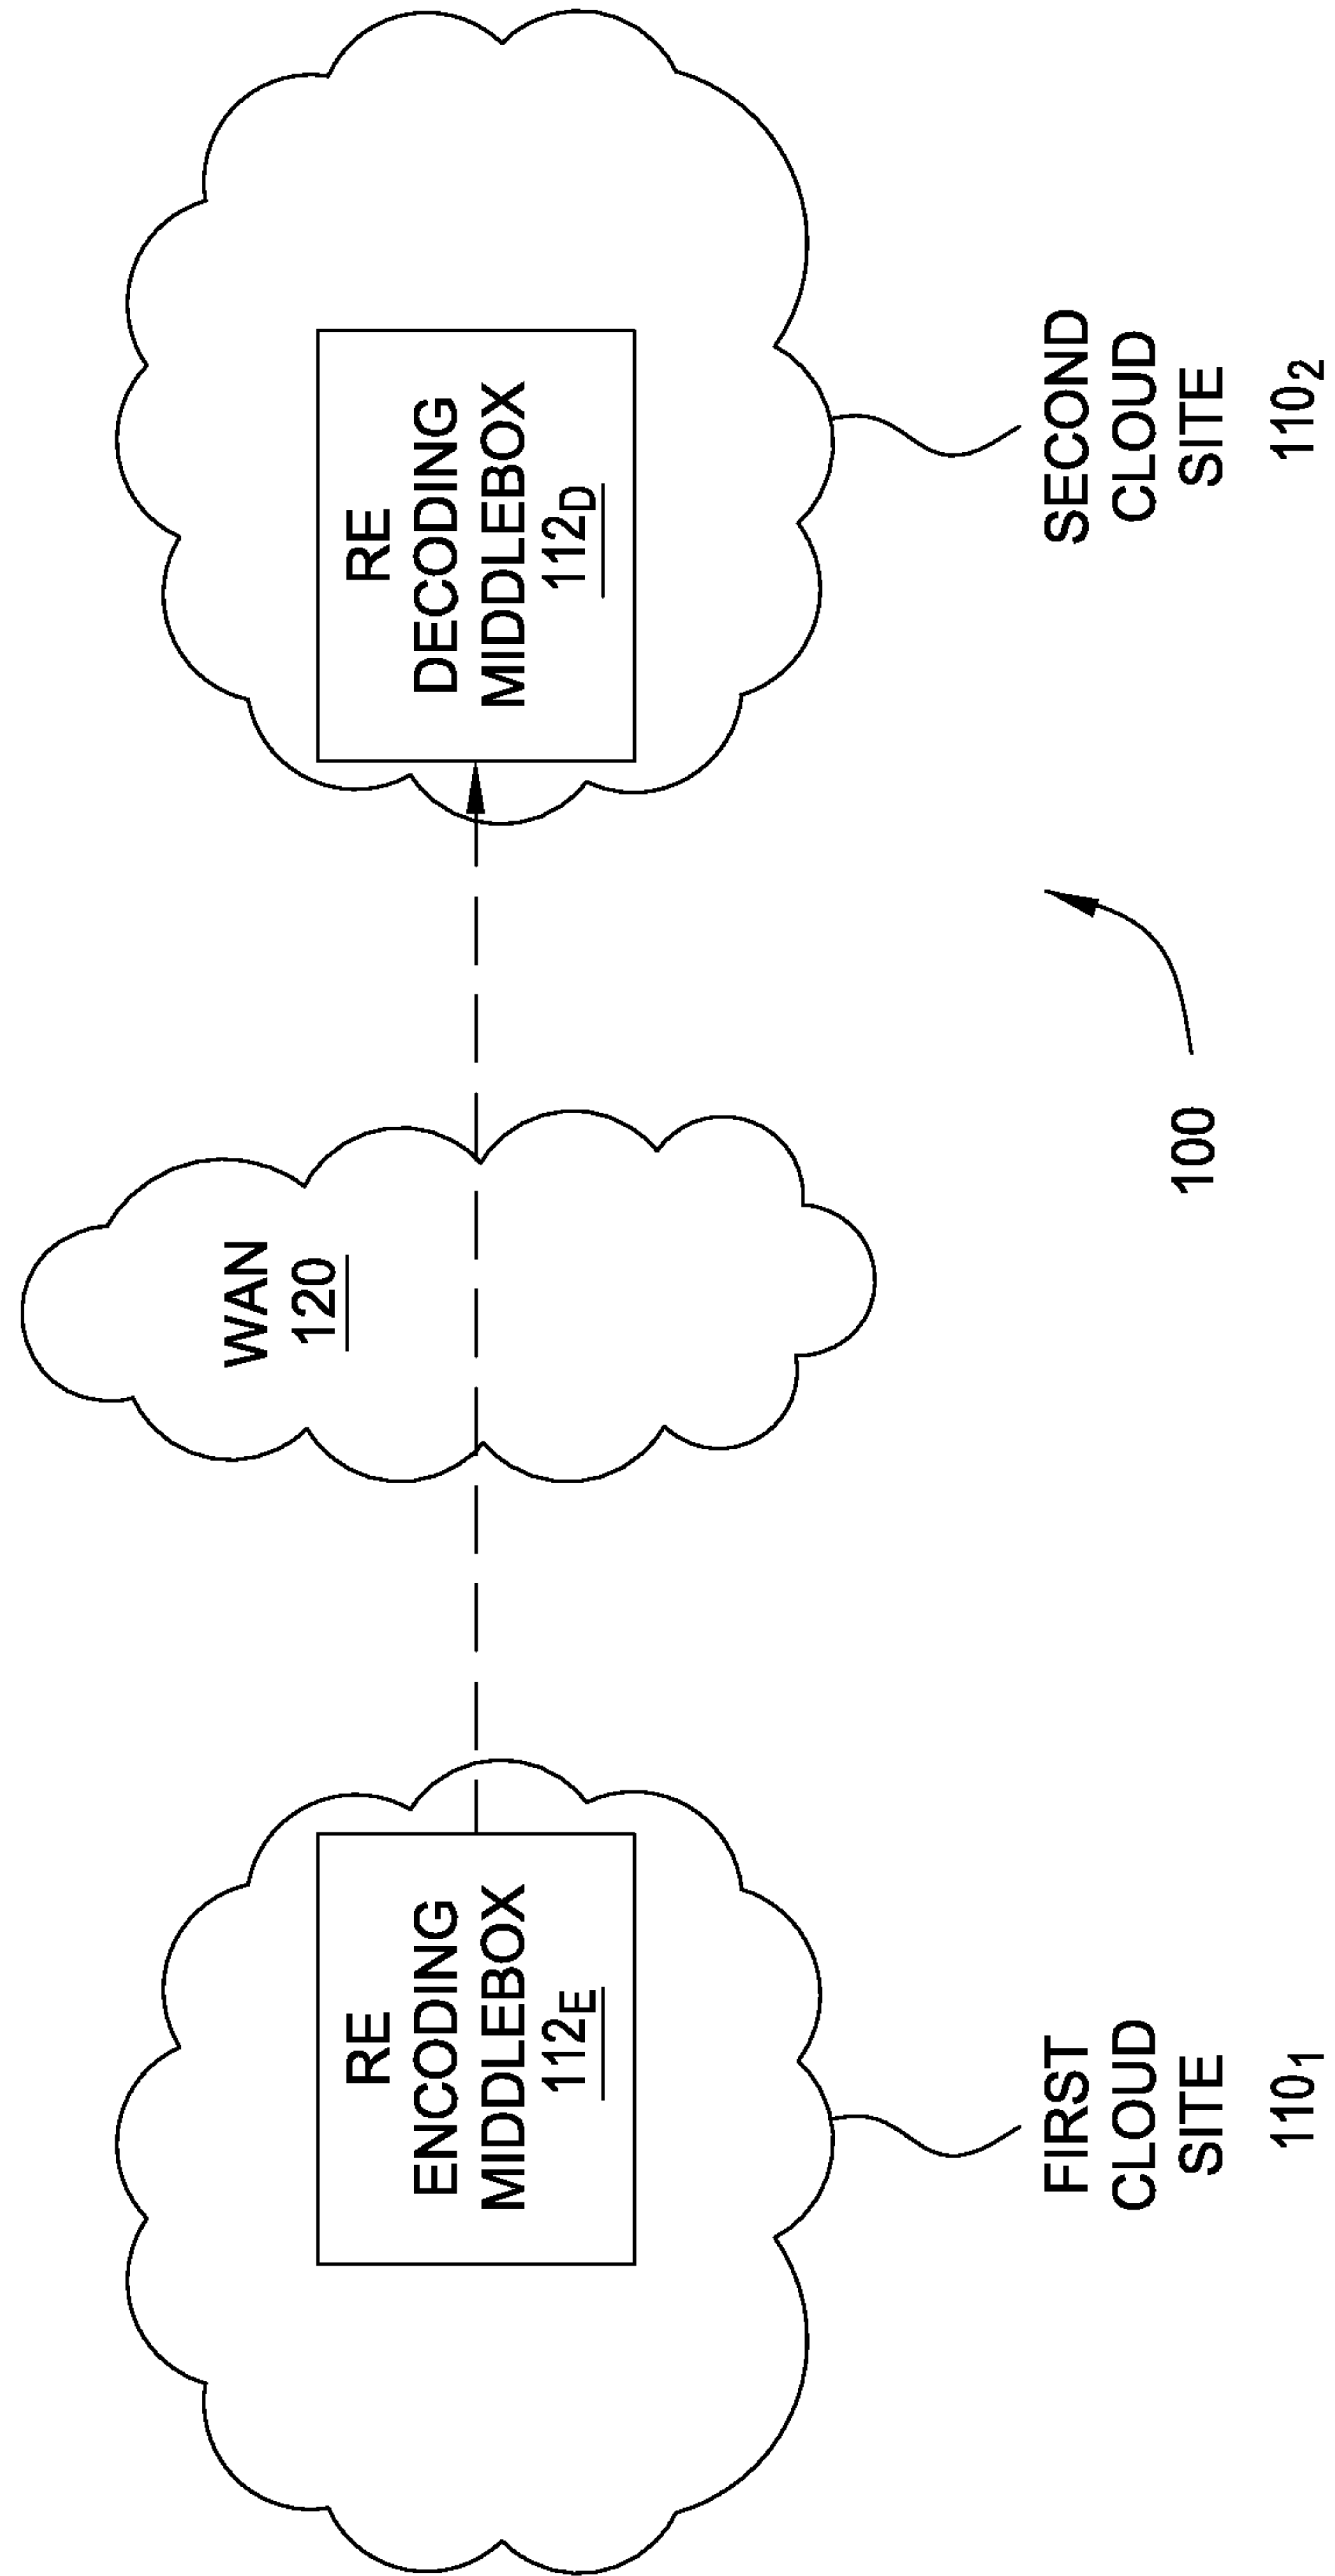 RE
ENCODING
MIDDLEBOX
112E
FIRST
CLOUD
SITE
110₁
WAN
120
RE
DECODING
MIDDLEBOX
112D
SECOND
CLOUD
SITE
110₂
100